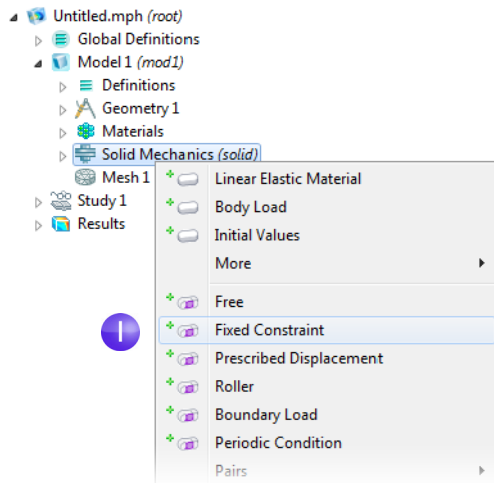 Untitled.mph (root)
Global Definitions
Model 1 (mod1)
Definitions
Geometry 1
Materials
Solid Mechanics (solid)
Mesh 1
Study 1
Results
Linear Elastic Material
Body Load
Initial Values
More
Free
Fixed Constraint
Prescribed Displacement
Roller
Boundary Load
Periodic Condition
Pairs
1